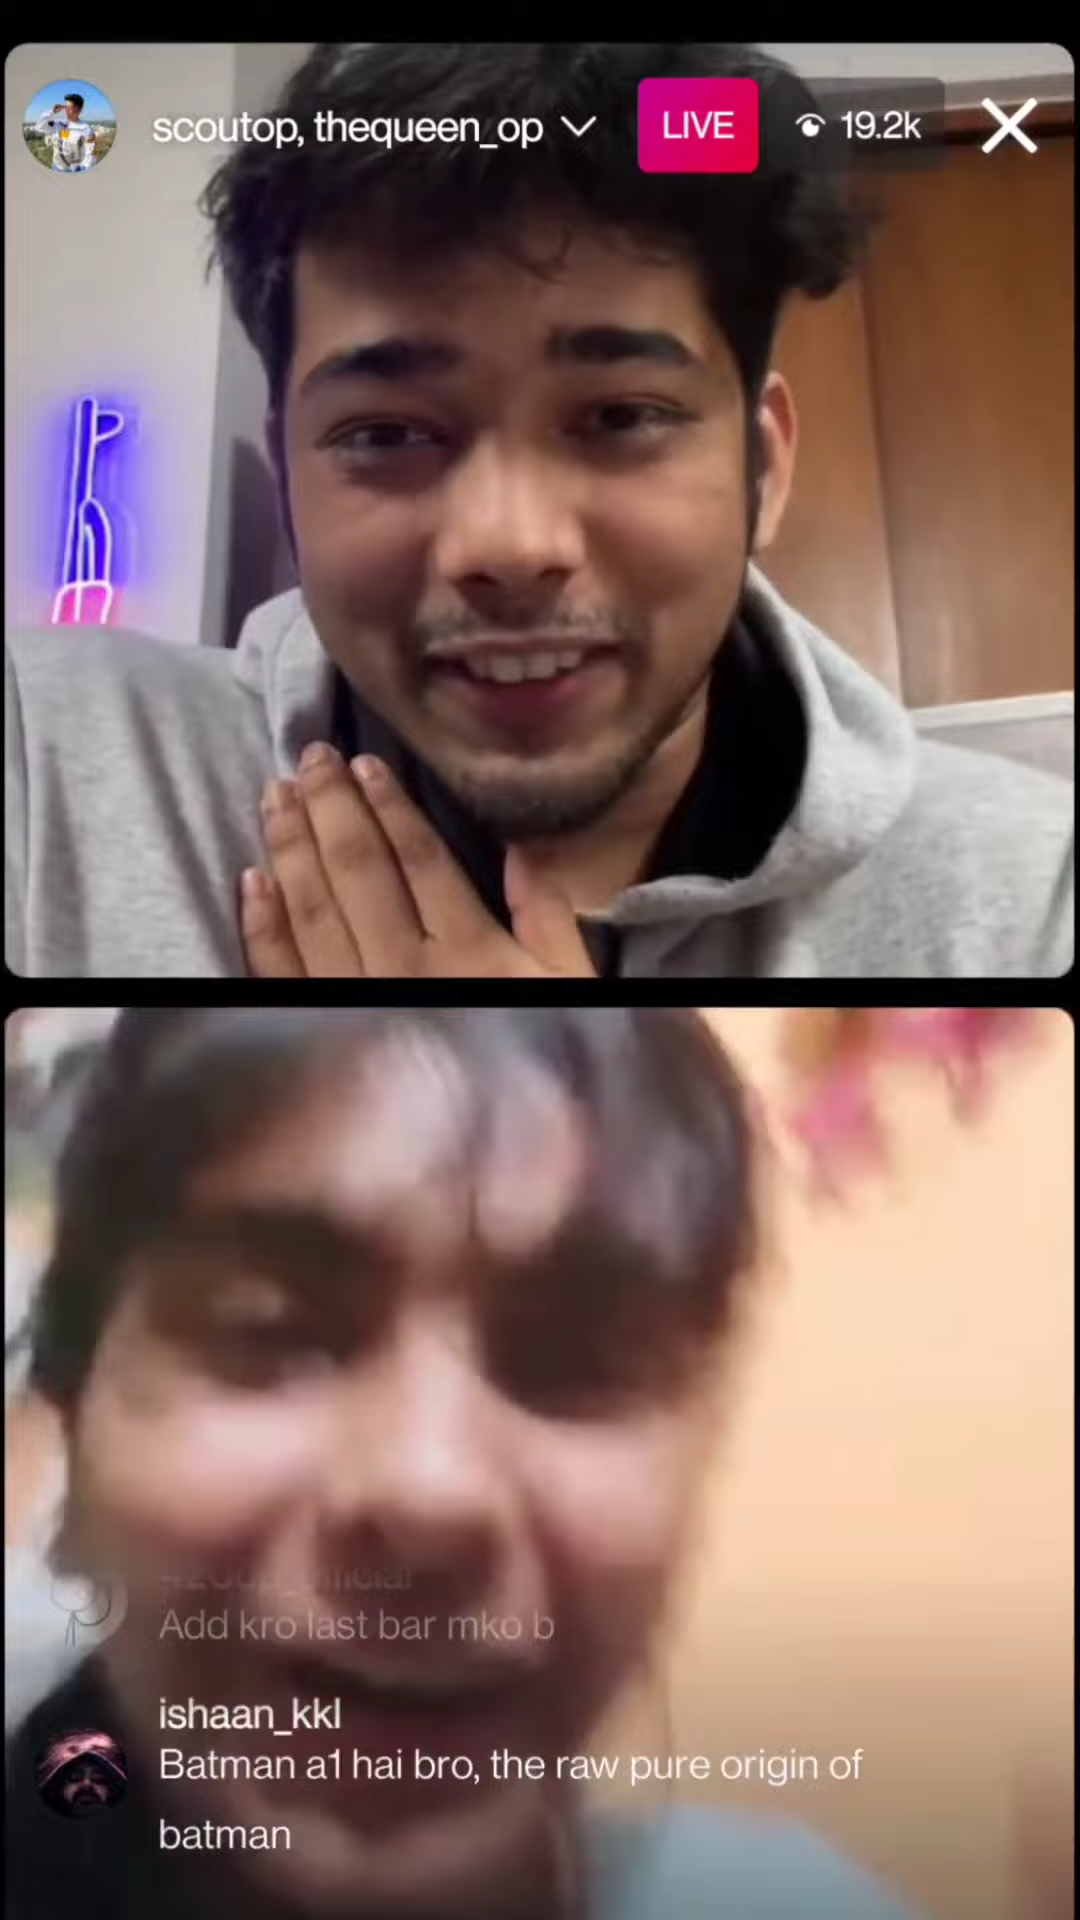 scoutop, thequeen_op
LIVE
19.2k
Add kro last bar mko b
ishaan_kkl
Batman a1 hai bro, the raw pure origin of
batman